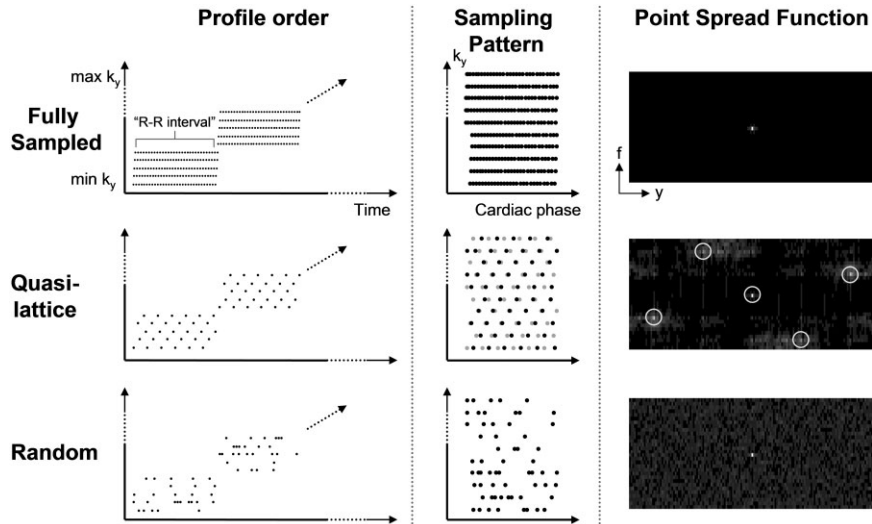 Profile order
Sampling
Pattern
Point Spread Function
Fully
Sampled
max ky
"R-R interval"
min ky
Time
ky
Cardiac phase
f
y
Quasi-
lattice
Random